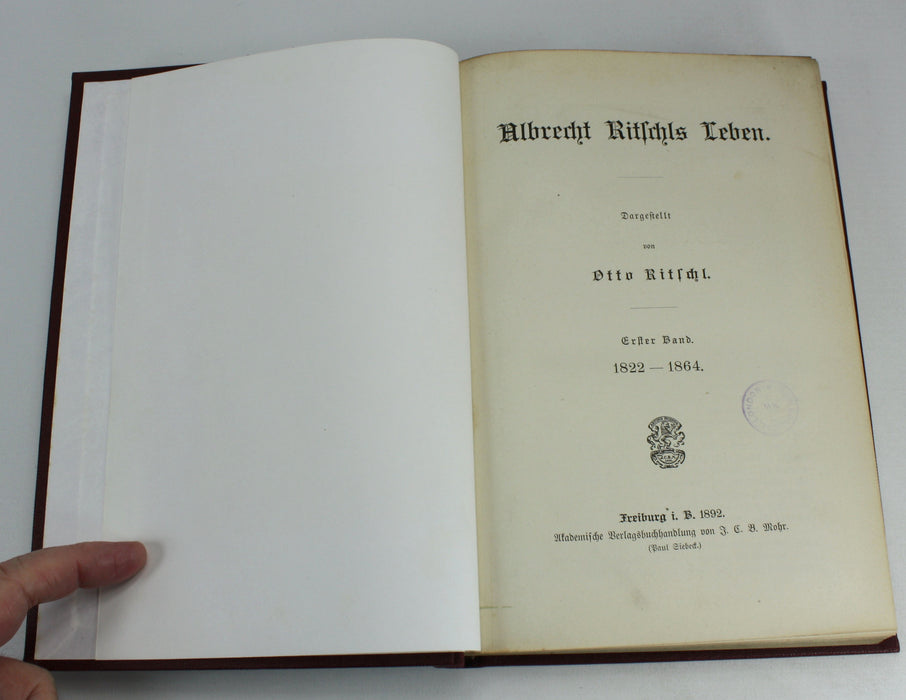 Albrecht Ritschls Leben.
Dargestellt
von
Otto Ritschl.
Erster Band.
1822 — 1864.
Freiburg i. B. 1892.
Akademische Verlagsbuchhandlung von J. C. B. Mohr.
(Paul Siebeck.)
LONDON